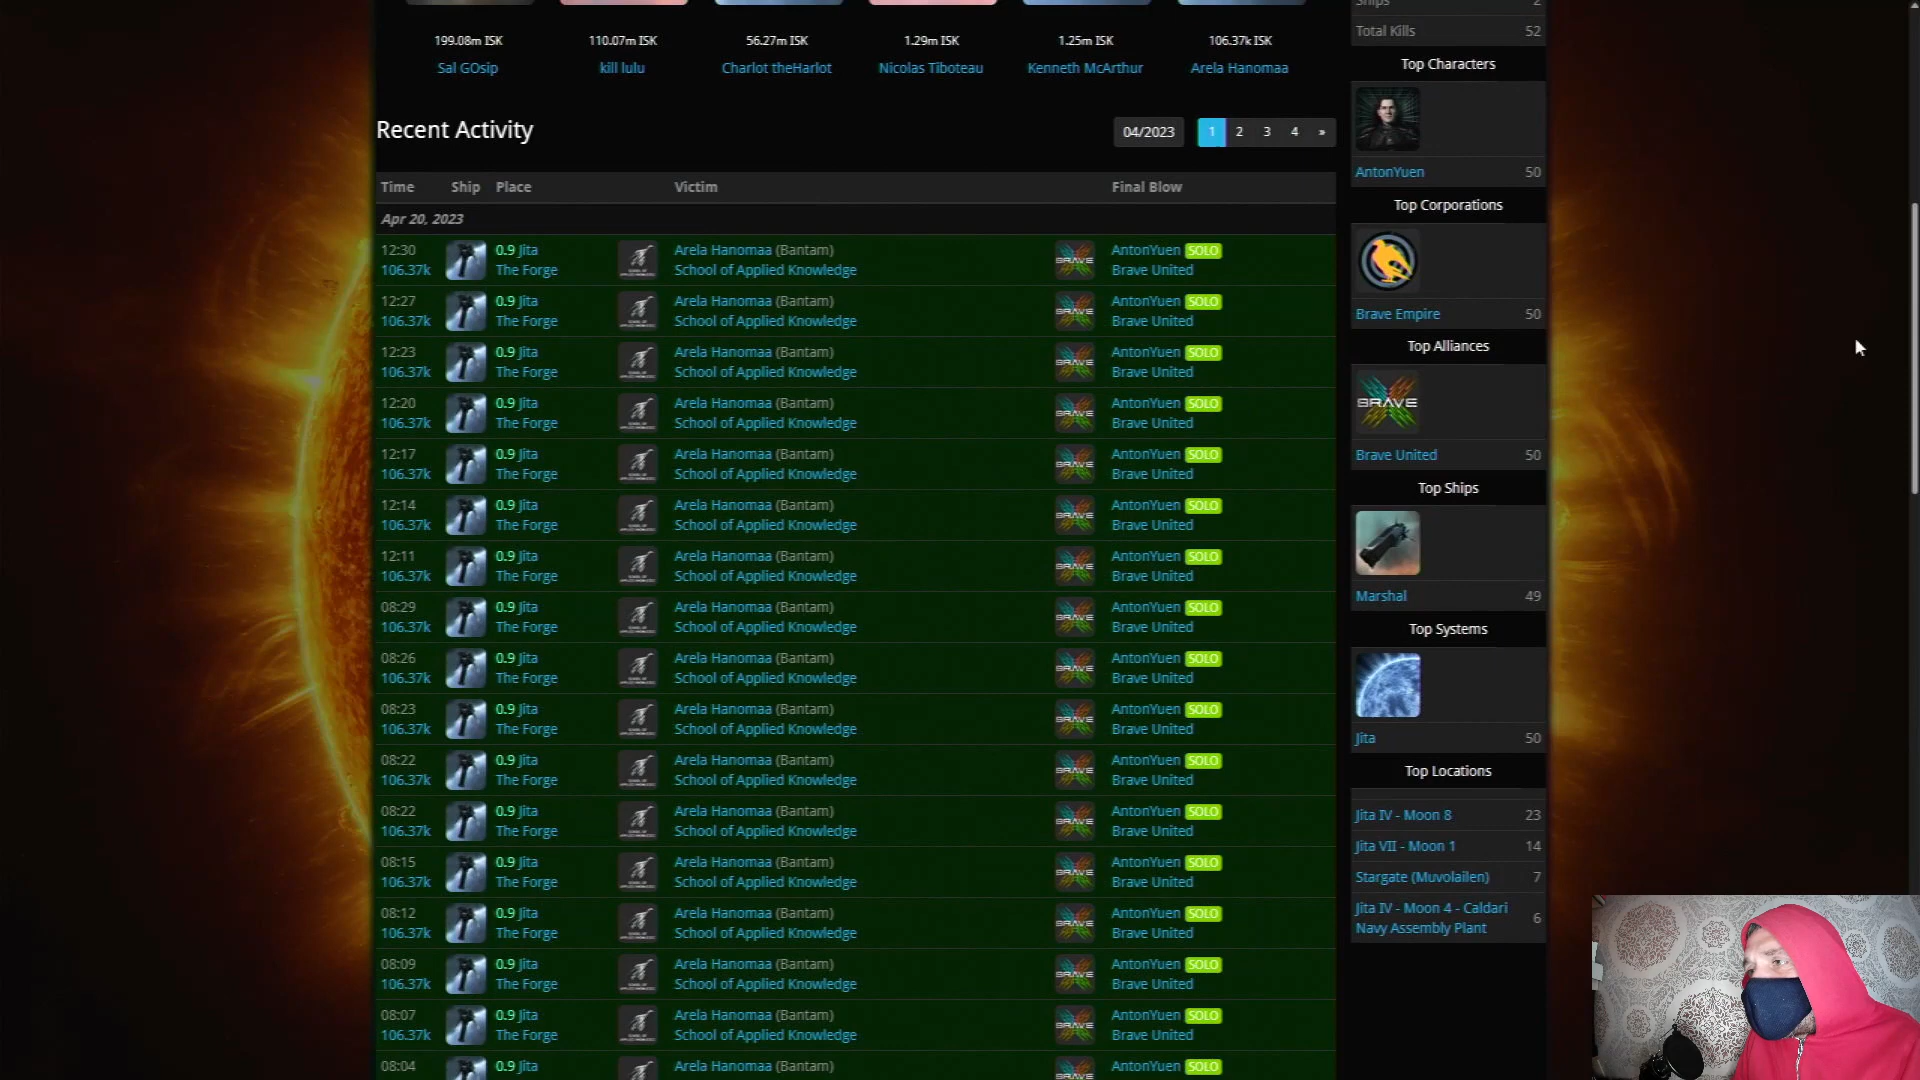 199.08m ISK
Sal GOsip
110.07m ISK
kill lulu
56.27m ISK
Charlot theHarlot
1.29m ISK
Nicolas Tiboteau
1.25m ISK
Kenneth McArthur
106.37k ISK
Arela Hanomaa
Recent Activity
04/2023
1 2 3 4 »
Time Ship Place Victim Final Blow
Apr 20, 2023
12:30 0.9 Jita Arela Hanomaa (Bantam) AntonYuen SOLO
106.37k The Forge School of Applied Knowledge BRAVE Brave United
12:27 0.9 Jita Arela Hanomaa (Bantam) AntonYuen SOLO
106.37k The Forge School of Applied Knowledge BRAVE Brave United
12:23 0.9 Jita Arela Hanomaa (Bantam) AntonYuen SOLO
106.37k The Forge School of Applied Knowledge BRAVE Brave United
12:20 0.9 Jita Arela Hanomaa (Bantam) AntonYuen SOLO
106.37k The Forge School of Applied Knowledge BRAVE Brave United
12:17 0.9 Jita Arela Hanomaa (Bantam) AntonYuen SOLO
106.37k The Forge School of Applied Knowledge BRAVE Brave United
12:14 0.9 Jita Arela Hanomaa (Bantam) AntonYuen SOLO
106.37k The Forge School of Applied Knowledge BRAVE Brave United
12:11 0.9 Jita Arela Hanomaa (Bantam) AntonYuen SOLO
106.37k The Forge School of Applied Knowledge BRAVE Brave United
08:29 0.9 Jita Arela Hanomaa (Bantam) AntonYuen SOLO
106.37k The Forge School of Applied Knowledge BRAVE Brave United
08:26 0.9 Jita Arela Hanomaa (Bantam) AntonYuen SOLO
106.37k The Forge School of Applied Knowledge BRAVE Brave United
08:23 0.9 Jita Arela Hanomaa (Bantam) AntonYuen SOLO
106.37k The Forge School of Applied Knowledge BRAVE Brave United
08:22 0.9 Jita Arela Hanomaa (Bantam) AntonYuen SOLO
106.37k The Forge School of Applied Knowledge BRAVE Brave United
08:22 0.9 Jita Arela Hanomaa (Bantam) AntonYuen SOLO
106.37k The Forge School of Applied Knowledge BRAVE Brave United
08:15 0.9 Jita Arela Hanomaa (Bantam) AntonYuen SOLO
106.37k The Forge School of Applied Knowledge BRAVE Brave United
08:12 0.9 Jita Arela Hanomaa (Bantam) AntonYuen SOLO
106.37k The Forge School of Applied Knowledge BRAVE Brave United
08:09 0.9 Jita Arela Hanomaa (Bantam) AntonYuen SOLO
106.37k The Forge School of Applied Knowledge BRAVE Brave United
08:07 0.9 Jita Arela Hanomaa (Bantam) AntonYuen SOLO
106.37k The Forge School of Applied Knowledge BRAVE Brave United
08:04 0.9 Jita Arela Hanomaa (Bantam) BRAVE AntonYuen SOLO
Ships 2
Total Kills 52
Top Characters
AntonYuen 50
Top Corporations
Brave Empire 50
Top Alliances
BRAVE
Brave United 50
Top Ships
Marshal 49
Top Systems
Jita 50
Top Locations
Jita IV - Moon 8 23
Jita VII - Moon 1 14
Stargate (Muvolailen) 7
Jita IV - Moon 4 - Caldari 6
Navy Assembly Plant